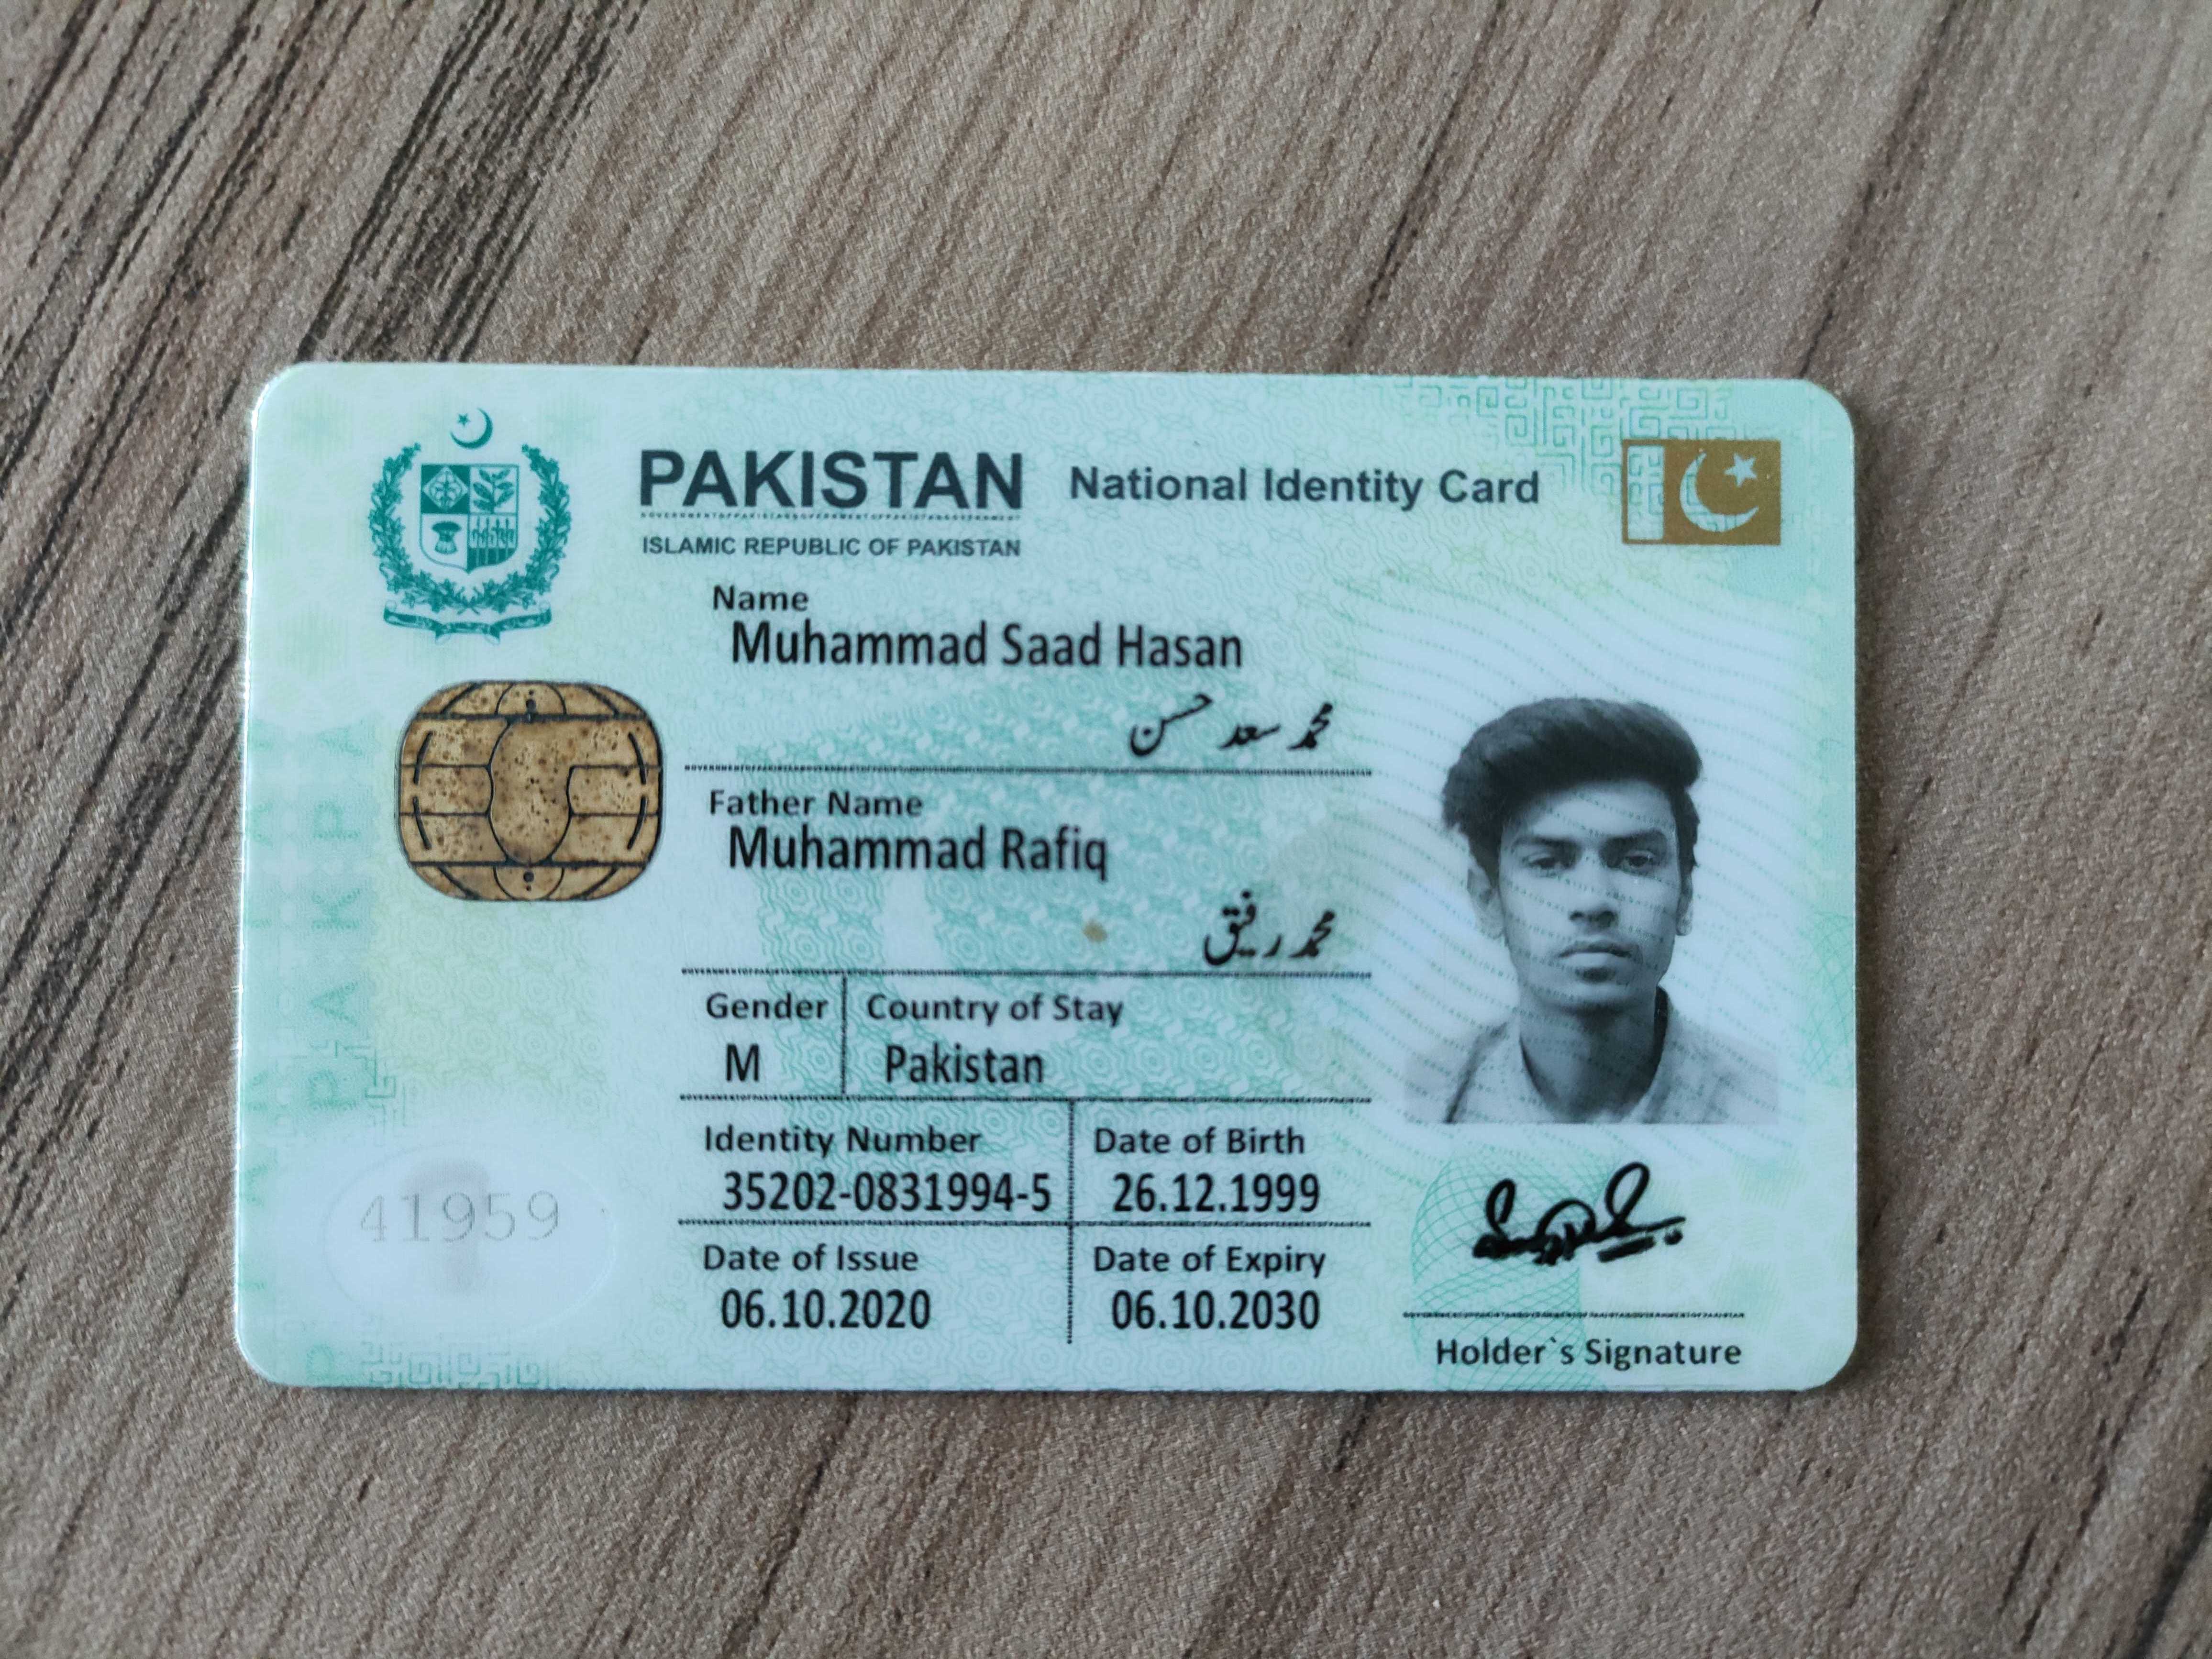 PAKISTAN National Identity Card
ISLAMIC REPUBLIC OF PAKISTAN
Name
Muhammad Saad Hasan
محمد سعد حسن
Father Name
Muhammad Rafiq
محمد رفیق
Gender Country of Stay
M Pakistan
Identity Number Date of Birth
35202-0831994-5 26.12.1999
Date of Issue Date of Expiry
06.10.2020 06.10.2030
41959
Holder`s Signature